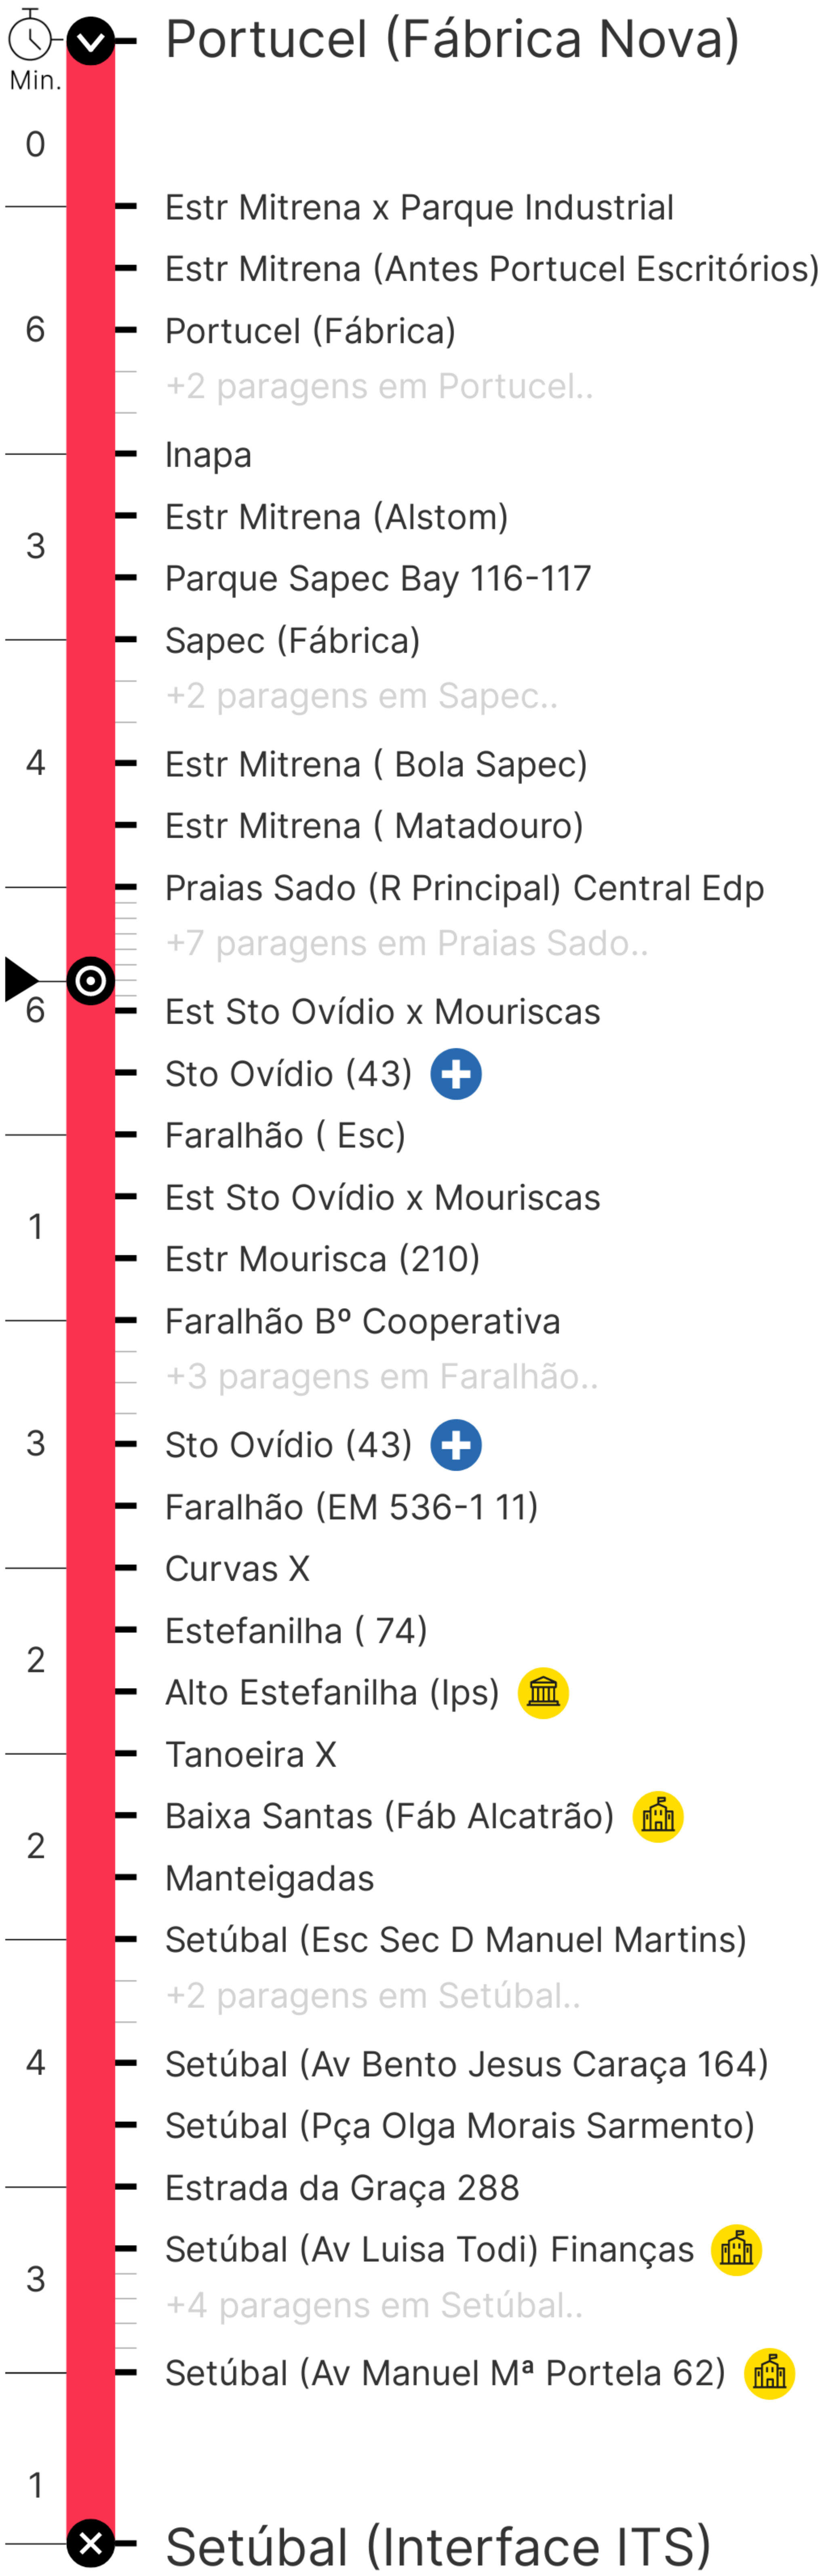 Portucel (Fábrica Nova)
Min.
0
Estr Mitrena x Parque Industrial
Estr Mitrena (Antes Portucel Escritórios)
6
Portucel (Fábrica)
+2 paragens em Portucel..
Inapa
Estr Mitrena (Alstom)
3
Parque Sapec Bay 116-117
Sapec (Fábrica)
+2 paragens em Sapec..
4
Estr Mitrena ( Bola Sapec)
Estr Mitrena ( Matadouro)
Praias Sado (R Principal) Central Edp
+7 paragens em Praias Sado..
6
Est Sto Ovídio x Mouriscas
Sto Ovídio (43)
Faralhão ( Esc)
Est Sto Ovídio x Mouriscas
1
Estr Mourisca (210)
Faralhão Bº Cooperativa
+3 paragens em Faralhão..
3
Sto Ovídio (43)
Faralhão (EM 536-1 11)
Curvas X
Estefanilha ( 74)
2
Alto Estefanilha (Ips)
Tanoeira X
Baixa Santas (Fáb Alcatrão)
2
Manteigadas
Setúbal (Esc Sec D Manuel Martins)
+2 paragens em Setúbal..
4
Setúbal (Av Bento Jesus Caraça 164)
Setúbal (Pça Olga Morais Sarmento)
Estrada da Graça 288
Setúbal (Av Luisa Todi) Finanças
3
+4 paragens em Setúbal..
Setúbal (Av Manuel Mª Portela 62)
1
Setúbal (Interface ITS)